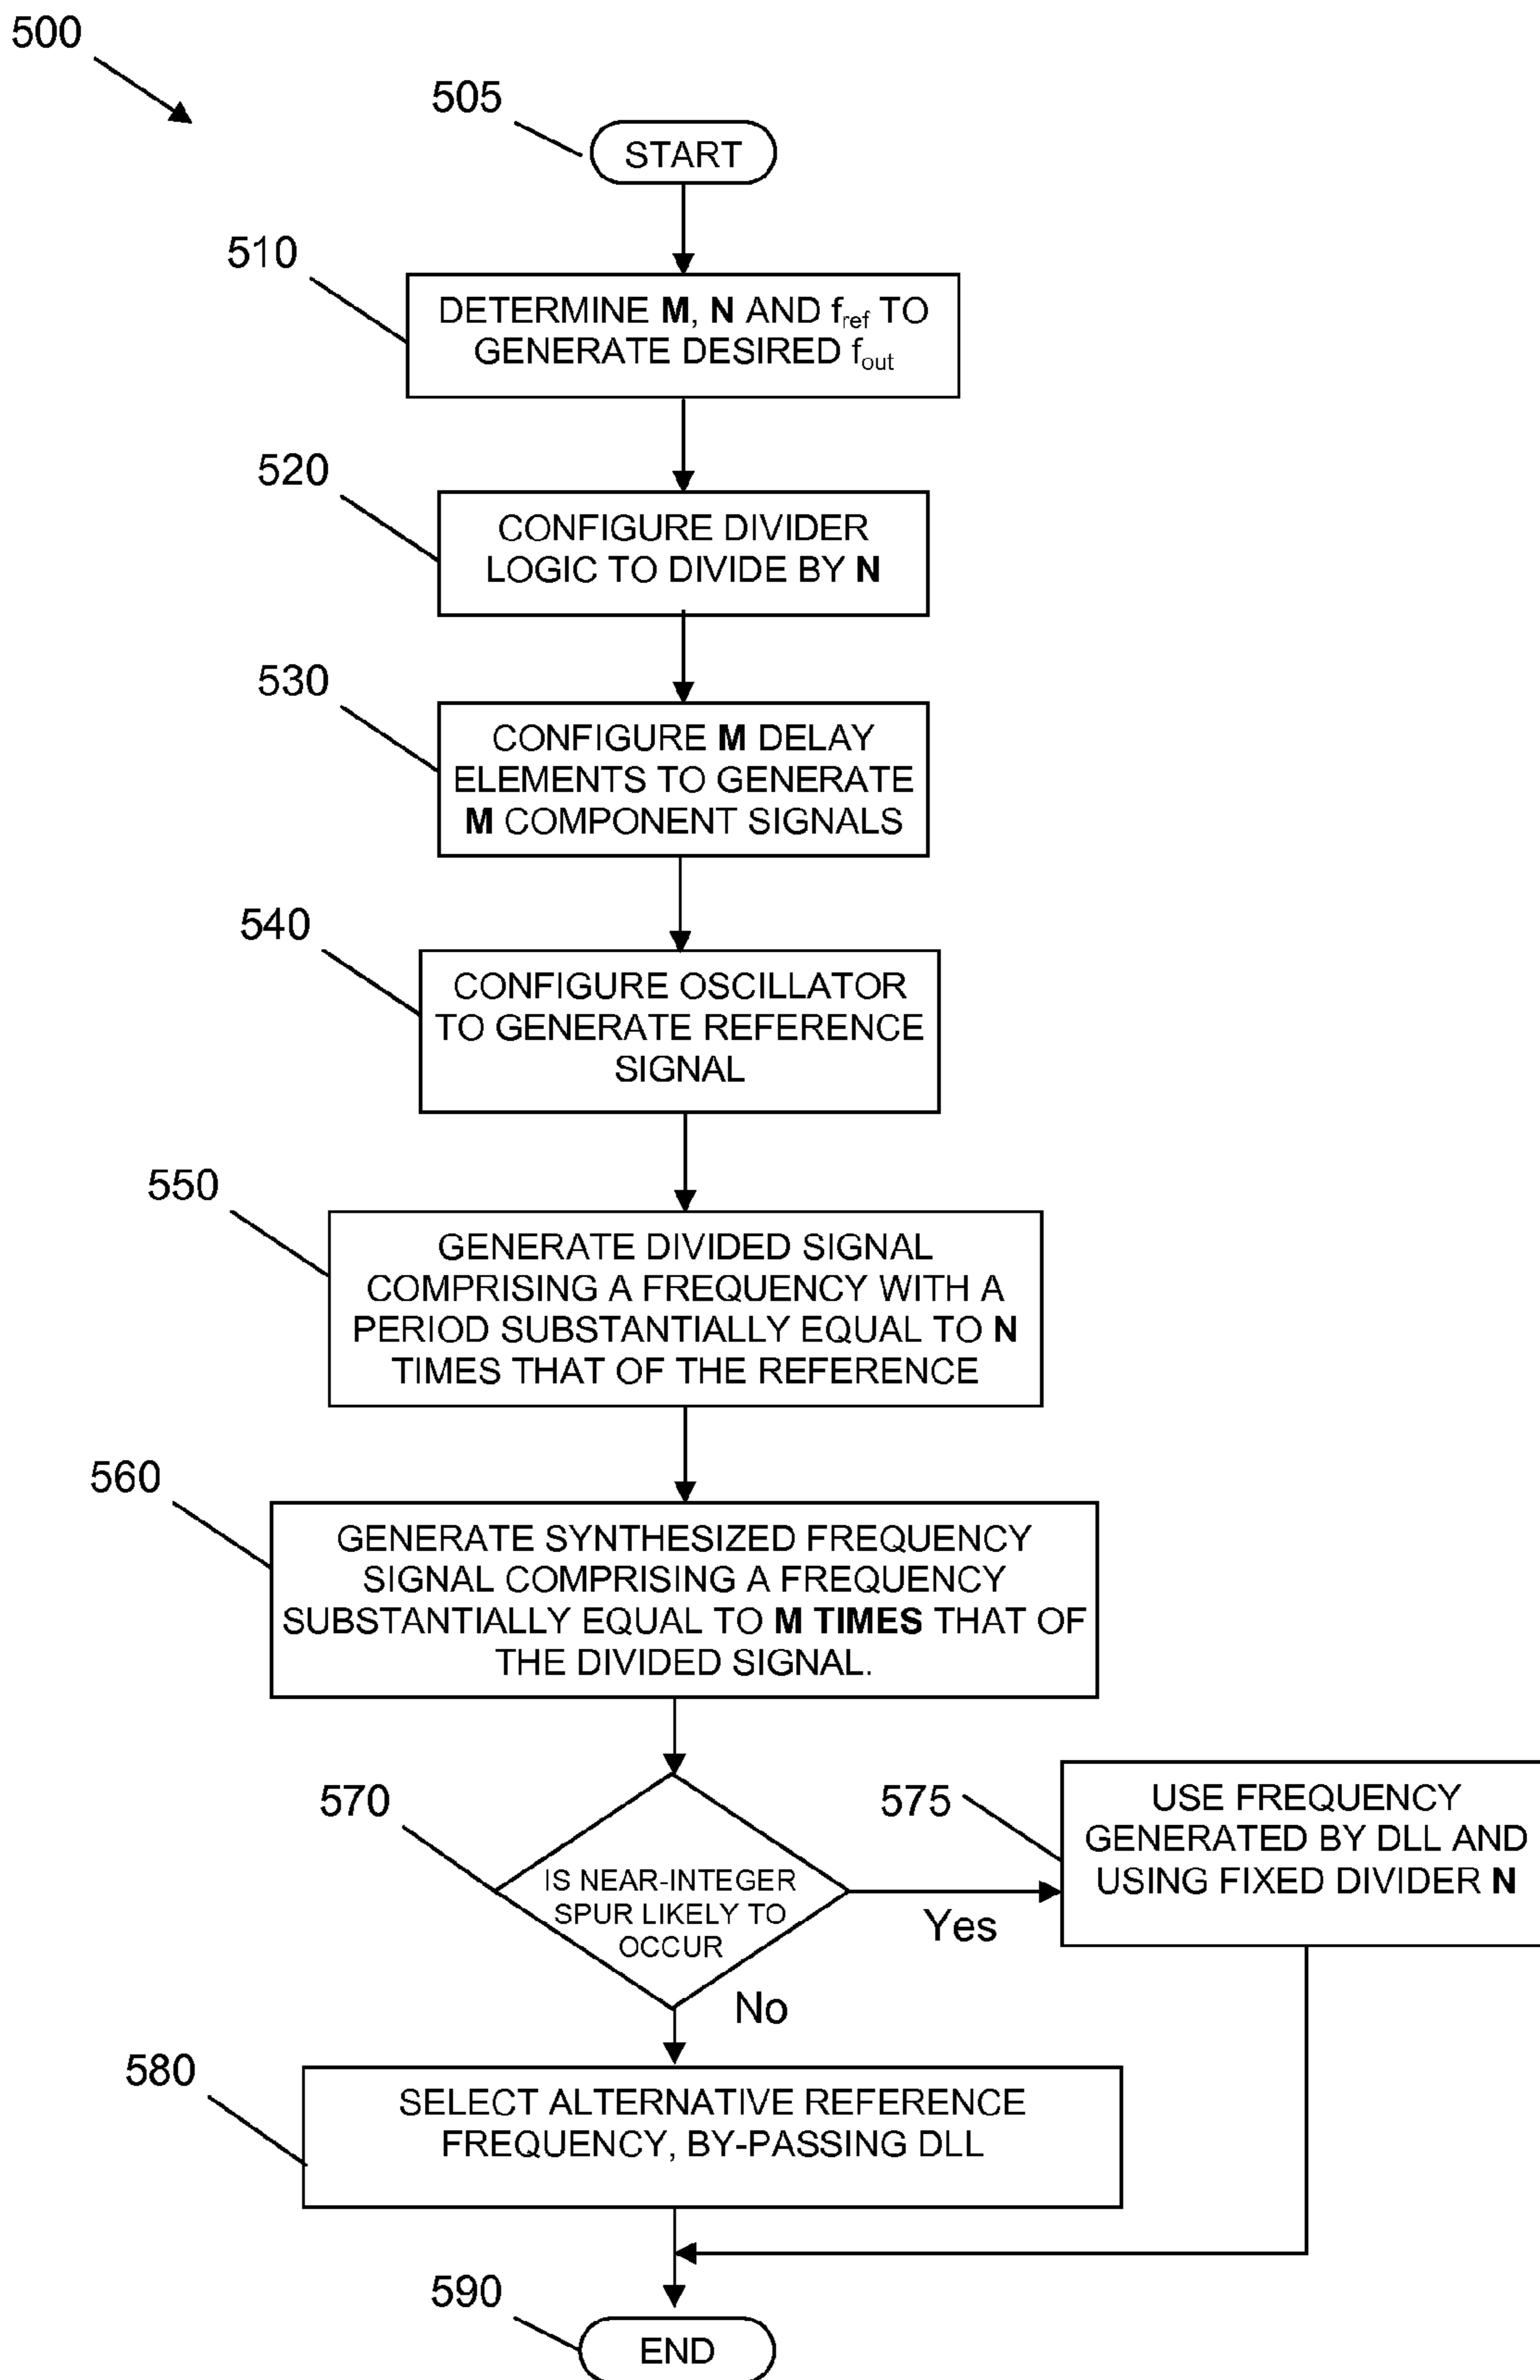 500
505
START
510
DETERMINE M, N AND fref TO
GENERATE DESIRED fout
520
CONFIGURE DIVIDER
LOGIC TO DIVIDE BY N
530
CONFIGURE M DELAY
ELEMENTS TO GENERATE
M COMPONENT SIGNALS
540
CONFIGURE OSCILLATOR
TO GENERATE REFERENCE
SIGNAL
550
GENERATE DIVIDED SIGNAL
COMPRISING A FREQUENCY WITH A
PERIOD SUBSTANTIALLY EQUAL TO N
TIMES THAT OF THE REFERENCE
560
GENERATE SYNTHESIZED FREQUENCY
SIGNAL COMPRISING A FREQUENCY
SUBSTANTIALLY EQUAL TO M TIMES THAT OF
THE DIVIDED SIGNAL.
570
IS NEAR-INTEGER
SPUR LIKELY TO
OCCUR
Yes
575
USE FREQUENCY
GENERATED BY DLL AND
USING FIXED DIVIDER N
No
580
SELECT ALTERNATIVE REFERENCE
FREQUENCY, BY-PASSING DLL
590
END